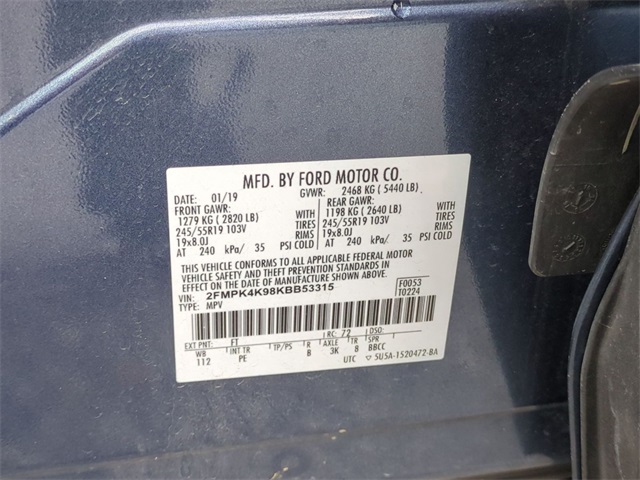 MFD. BY FORD MOTOR CO.
DATE: 01/19 GVWR: 2468 KG ( 5440 LB)
FRONT GAWR: REAR GAWR:
1279 KG ( 2820 LB) WITH 1198 KG ( 2640 LB) WITH
245/55R19 103V TIRES 245/55R19 103V TIRES
19x8.0J RIMS 19x8.0J RIMS
AT 240 kPa/ 35 PSI COLD AT 240 kPa/ 35 PSI COLD
THIS VEHICLE CONFORMS TO ALL APPLICABLE FEDERAL MOTOR
VEHICLE SAFETY AND THEFT PREVENTION STANDARDS IN
EFFECT ON THE DATE OF MANUFACTURE SHOWN ABOVE.
VIN: 2FMPK4K98KBB53315 F0053
TYPE: MPV T0224
EXT PNT: FT RC: 72 DSO:
WB INT TR TP/PS R AXLE TR SPR
112 PE B 3K 8 BBCC
UTC ▽ 5U5A-1520472-BA